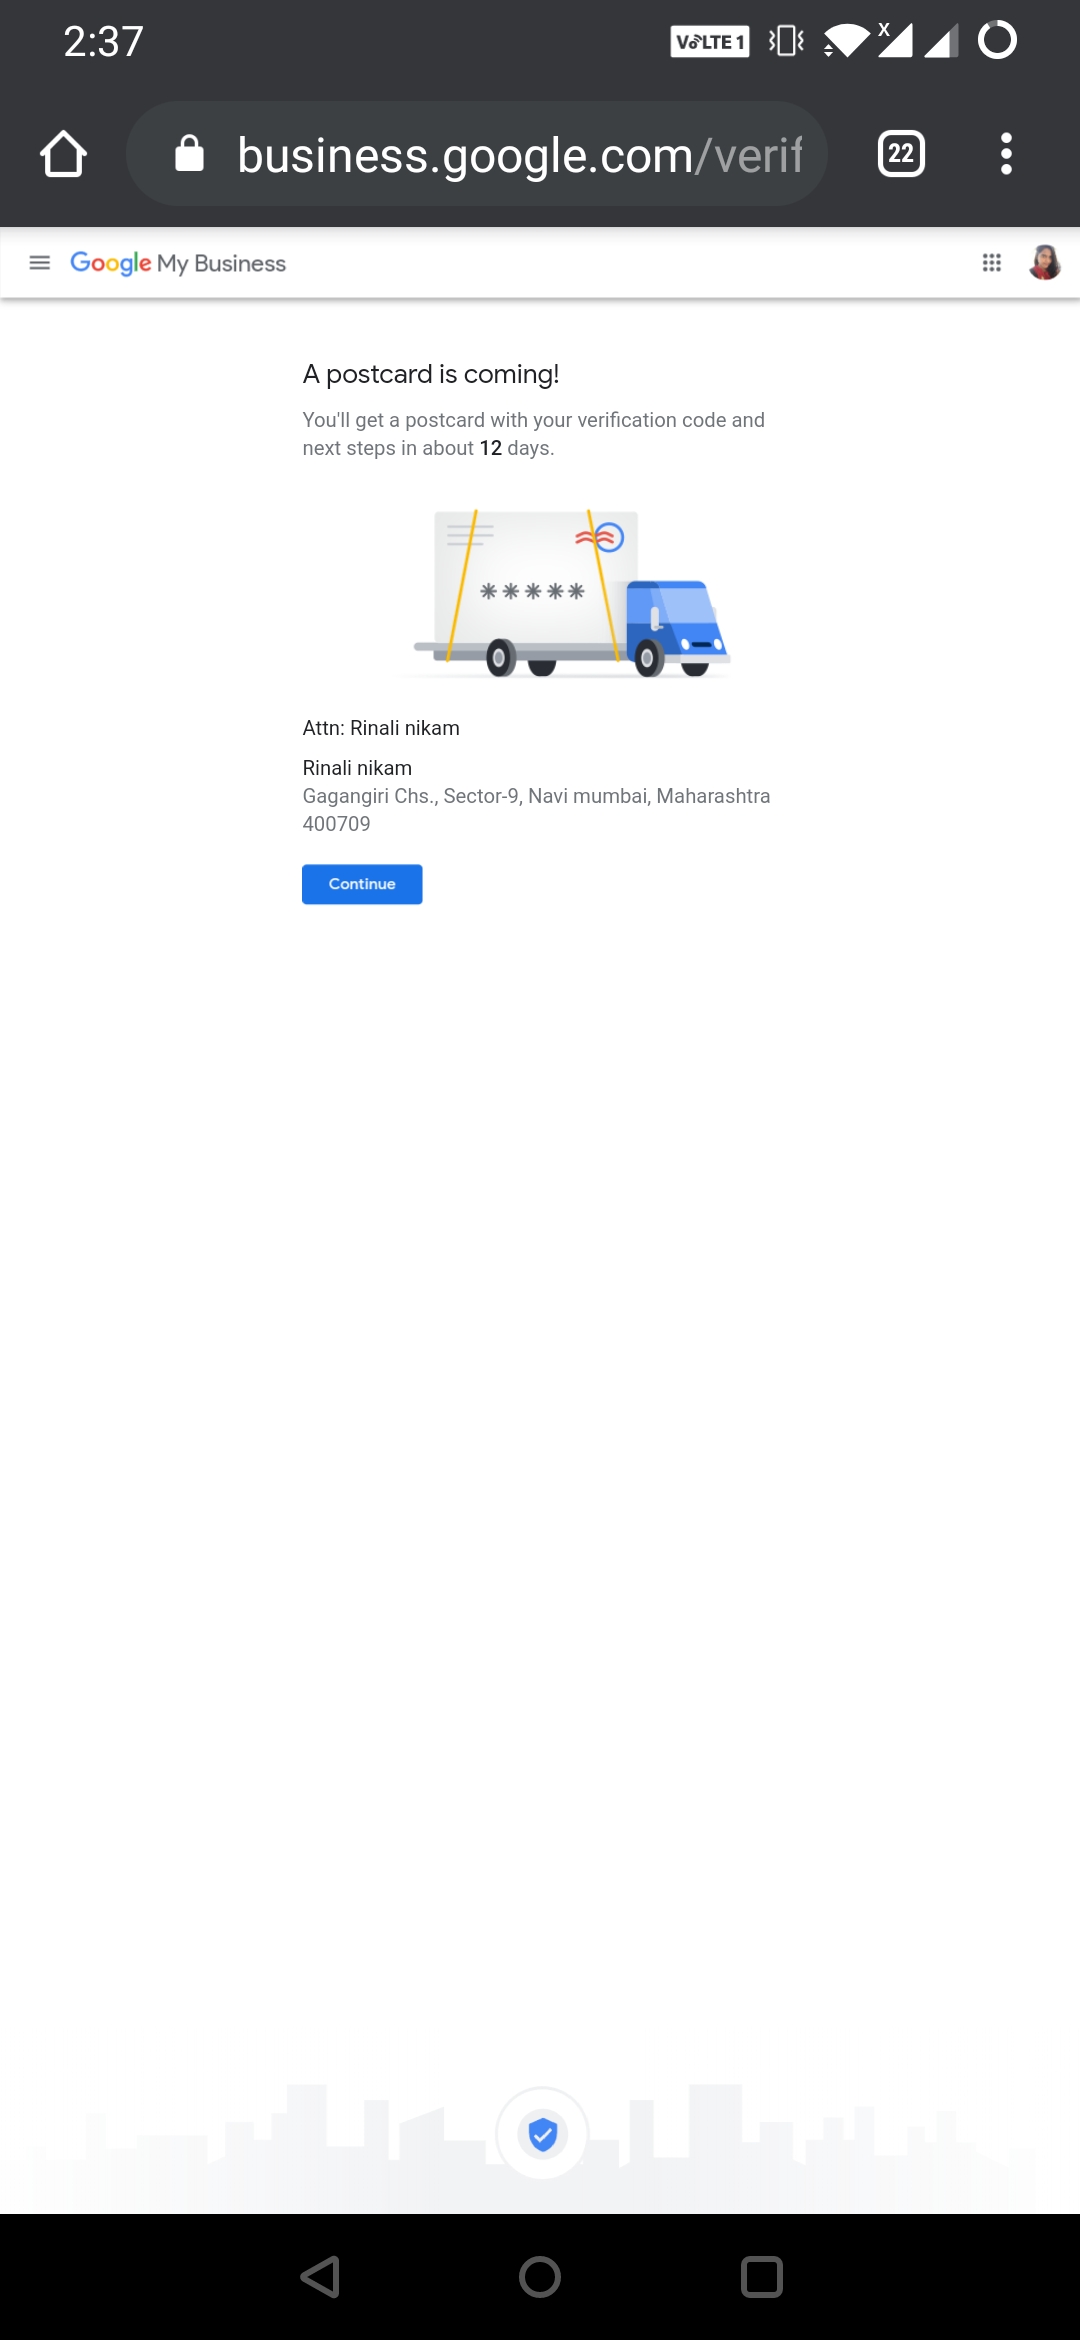 2:37
VoLTE 1
X
business.google.com/verif
22
Google My Business
A postcard is coming!
You'll get a postcard with your verification code and
next steps in about 12 days.
*****
Attn: Rinali nikam
Rinali nikam
Gagangiri Chs., Sector-9, Navi mumbai, Maharashtra
400709
Continue